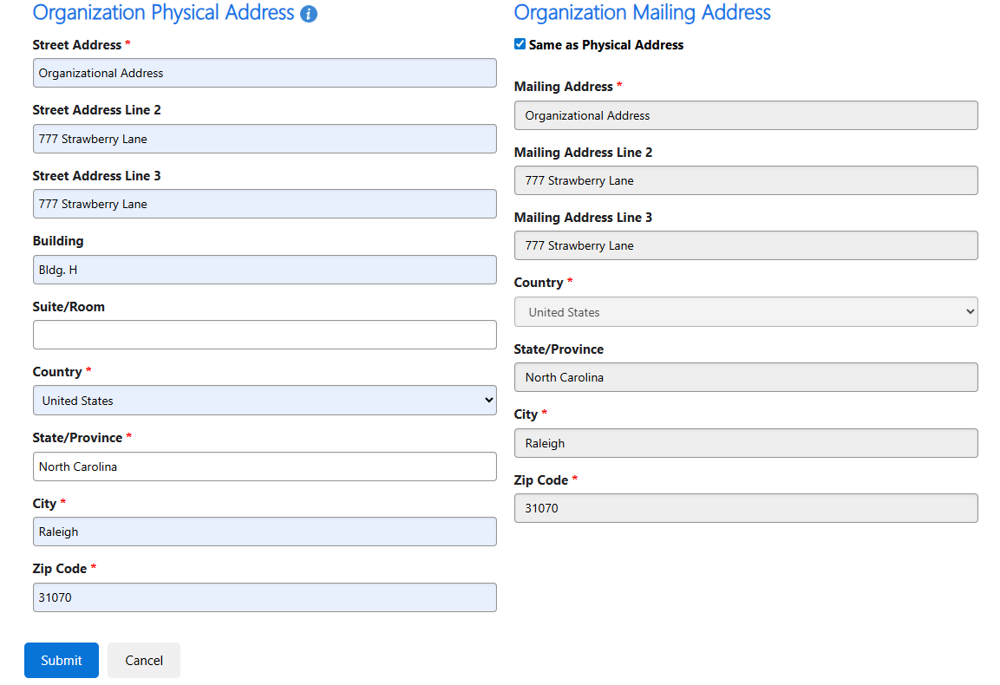 Organization Physical Address
Street Address *
Organizational Address
Street Address Line 2
777 Strawberry Lane
Street Address Line 3
777 Strawberry Lane
Building
Bldg. H
Suite/Room
Country *
United States
State/Province *
North Carolina
City *
Raleigh
Zip Code *
31070
Submit
Cancel
Organization Mailing Address
Same as Physical Address
Mailing Address *
Organizational Address
Mailing Address Line 2
777 Strawberry Lane
Mailing Address Line 3
777 Strawberry Lane
Country *
United States
State/Province
North Carolina
City *
Raleigh
Zip Code *
31070